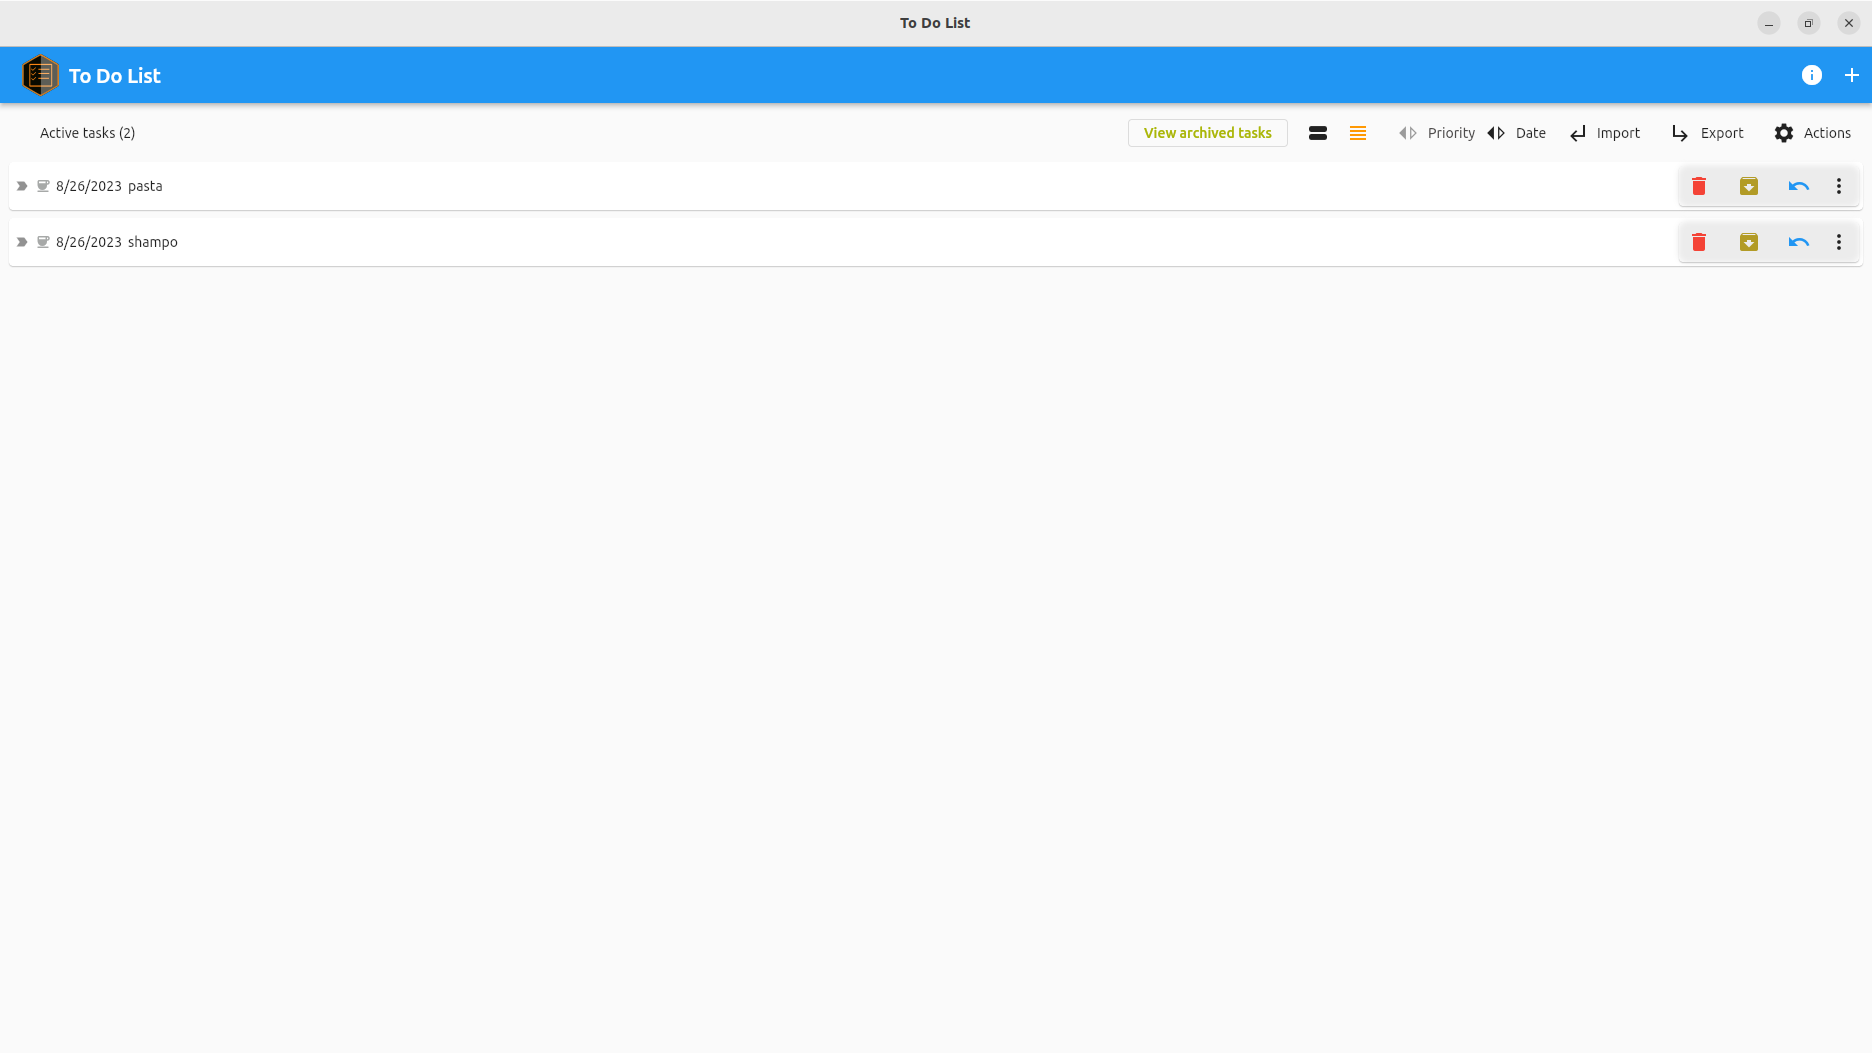 To Do List
To Do List
Active tasks (2) View archived tasks Priority Date Import Export Actions
8/26/2023 pasta
8/26/2023 shampo